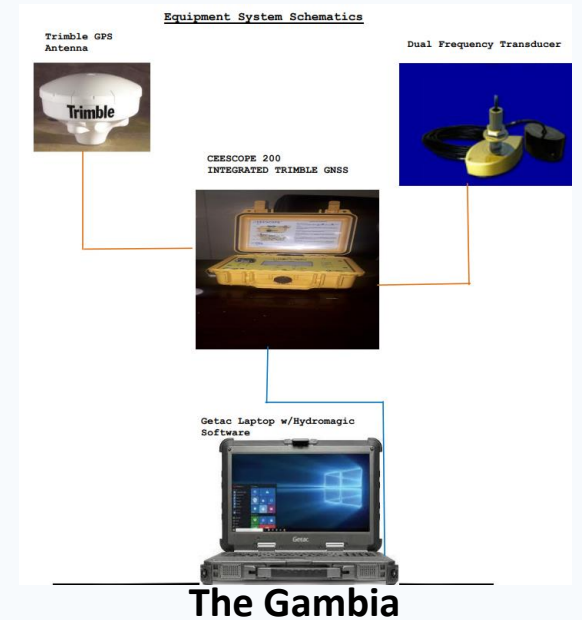 Equipment System Schematics
Trimble GPS
Antenna
Dual Frequency Transducer
Trimble
CEESCOPE 200
INTEGRATED TRIMBLE GNSS
Getac Laptop w/Hydromagic
Software
Getac
The Gambia